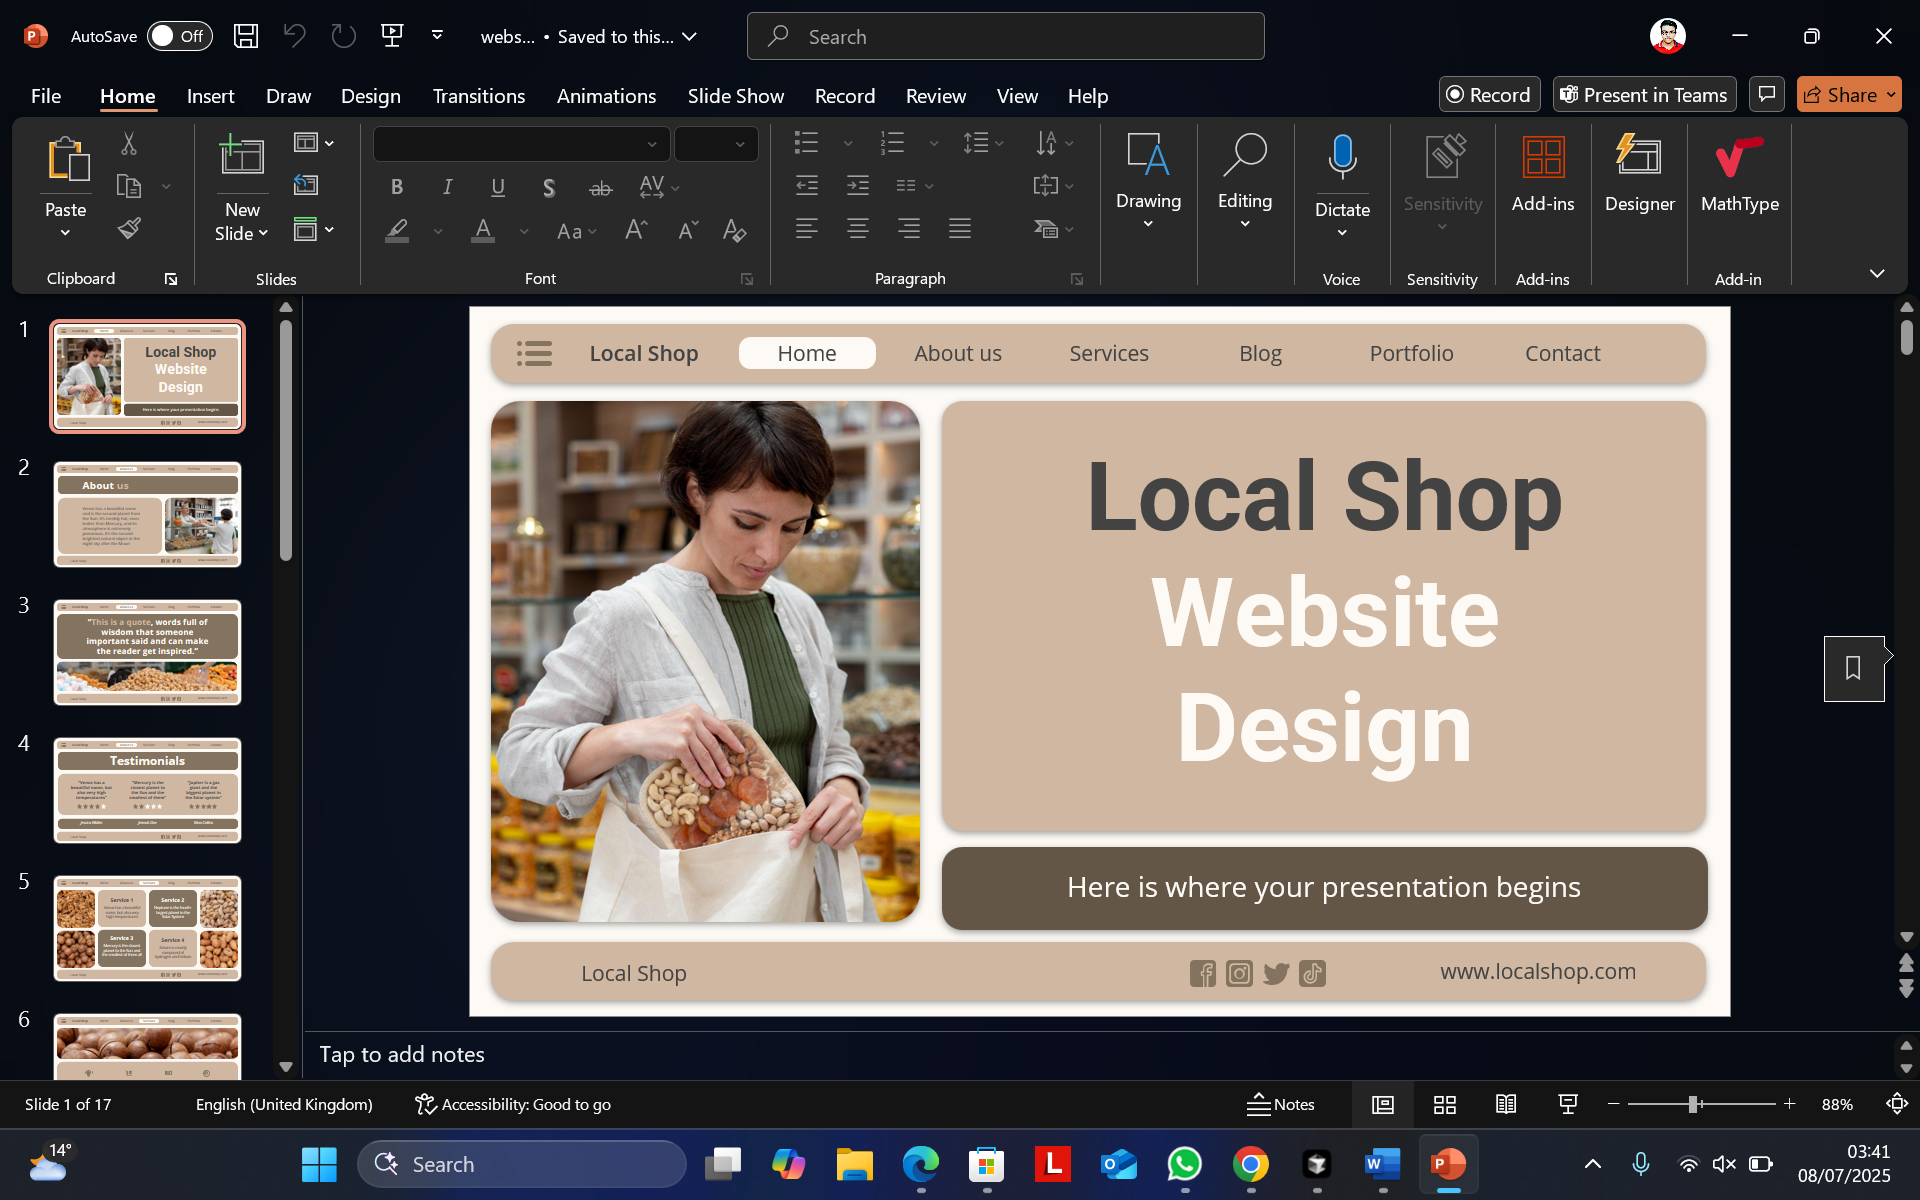 AutoSave Off webs... • Saved to this... Search
File Home Insert Draw Design Transitions Animations Slide Show Record Review View Help Record Present in Teams Share
Paste
New
Slide
Drawing
Editing
Dictate
Sensitivity
Add-ins
Designer
MathType
Clipboard Slides Font Paragraph Voice Sensitivity Add-ins Add-in
1
Local Shop
Website
Design
Here is where your presentation begins
2
About us
3
"This is a quote, words full of
wisdom that someone
important said and can make
the reader get inspired."
4
Testimonials
5
Service 1
Service 2
Service 3
Service 4
6
Local Shop Home About us Services Blog Portfolio Contact
Local Shop
Website
Design
Here is where your presentation begins
Local Shop www.localshop.com
Tap to add notes
Slide 1 of 17 English (United Kingdom) Accessibility: Good to go Notes 88%
14°
Search
03:41
08/07/2025